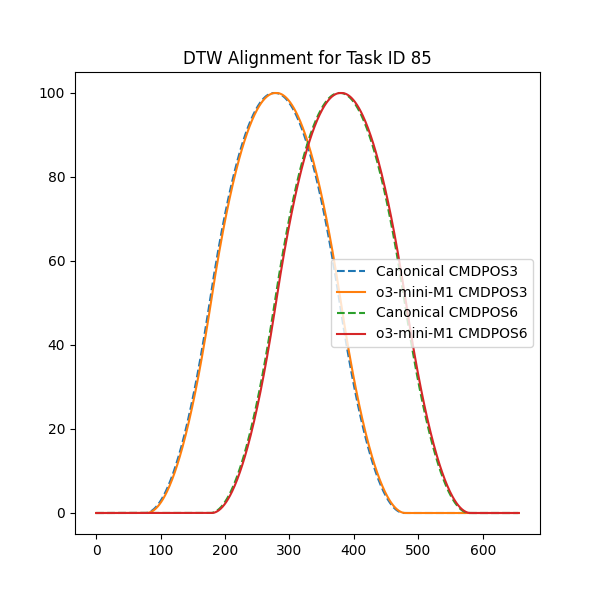 DTW Alignment for Task ID 85
100
80
60
40
20
0
Canonical CMDPOS3
o3-mini-M1 CMDPOS3
Canonical CMDPOS6
o3-mini-M1 CMDPOS6
0 100 200 300 400 500 600